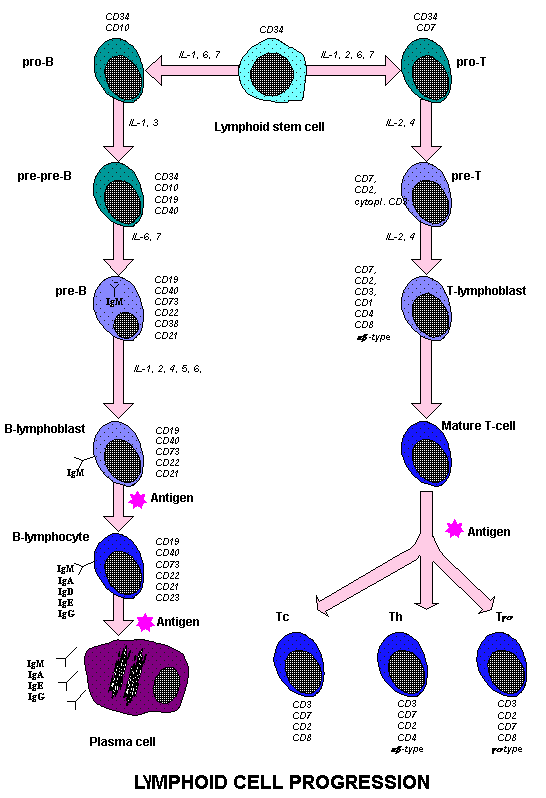 CD34
CD10
CD34
CD34
CD7
pro-B
IL-1, 6, 7
IL-1, 2, 6, 7
pro-T
Lymphoid stem cell
IL-1, 3
IL-2, 4
pre-pre-B
CD34
CD10
CD19
CD40
pre-T
CD7,
CD2,
cytopl. CD3
IL-6, 7
IL-2, 4
pre-B
IgM
CD19
CD40
CD73
CD22
CD38
CD21
T-lymphoblast
CD7,
CD2,
CD3,
CD1
CD4
CD8
αβ-type
IL-1, 2, 4, 5, 6,
B-lymphoblast
IgM
CD19
CD40
CD73
CD22
CD21
Mature T-cell
Antigen
Antigen
B-lymphocyte
IgM
IgA
IgD
IgE
IgG
CD19
CD40
CD73
CD22
CD21
CD23
Antigen
Tc
Th
IgM
IgA
IgE
IgG
Plasma cell
CD3
CD7
CD2
CD8
CD3
CD7
CD2
CD4
αβ-type
CD3
CD2
CD7
CD8
LYMPHOID CELL PROGRESSION